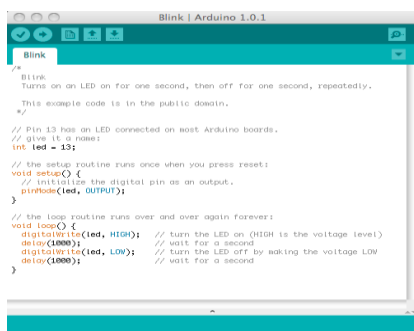 Blink | Arduino 1.0.1
Blink
/*
  Blink
  Turns on an LED on for one second, then off for one second, repeatedly.

  This example code is in the public domain.
 */

// Pin 13 has an LED connected on most Arduino boards.
// give it a name:
int led = 13;

// the setup routine runs once when you press reset:
void setup() {
  // initialize the digital pin as an output.
  pinMode(led, OUTPUT);
}

// the loop routine runs over and over again forever:
void loop() {
  digitalWrite(led, HIGH);   // turn the LED on (HIGH is the voltage level)
  delay(1000);               // wait for a second
  digitalWrite(led, LOW);    // turn the LED off by making the voltage LOW
  delay(1000);               // wait for a second
}